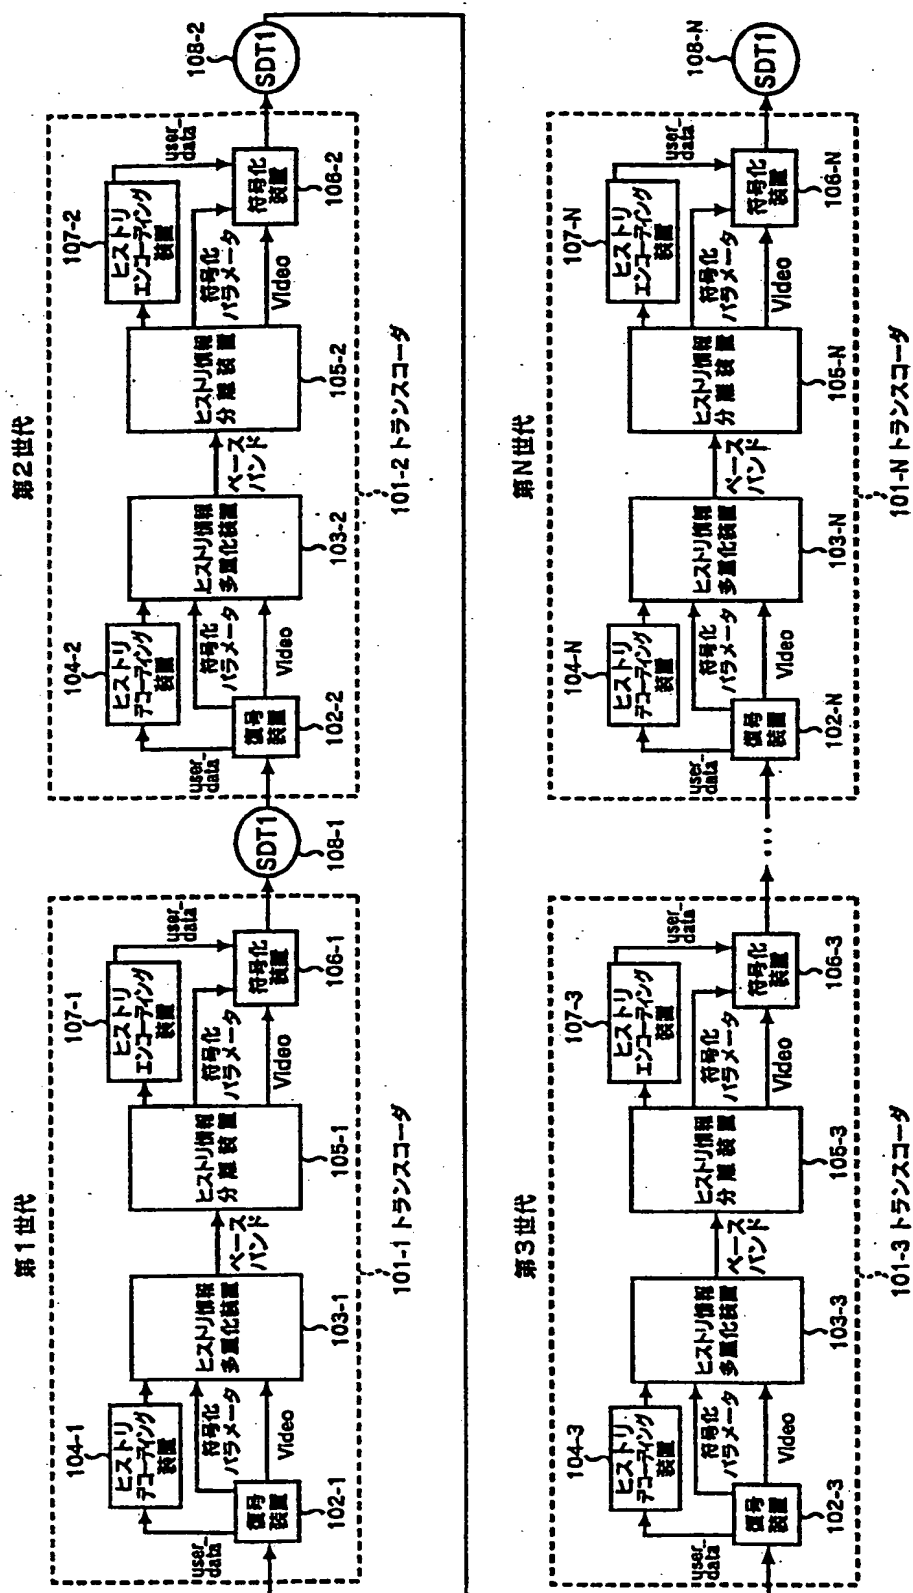 第1世代
104-1
ヒストリ
デコーディング
装置
user_
data
符号化
パラメータ
Video
復号
装置
102-1
ヒストリ情報
多重化装置
103-1
ベース
バンド
ヒストリ情報
分離装置
105-1
107-1
ヒストリ
エンコーディング
装置
user_
data
符号化
パラメータ
Video
符号化
装置
106-1
101-1トランスコーダ
SDT1
108-1
第2世代
104-2
ヒストリ
デコーディング
装置
user_
data
符号化
パラメータ
Video
復号
装置
102-2
ヒストリ情報
多重化装置
103-2
ベース
バンド
ヒストリ情報
分離装置
105-2
107-2
ヒストリ
エンコーディング
装置
user_
data
符号化
パラメータ
Video
符号化
装置
106-2
101-2トランスコーダ
108-2
SDT1
第3世代
104-3
ヒストリ
デコーディング
装置
user_
data
符号化
パラメータ
Video
復号
装置
102-3
ヒストリ情報
多重化装置
103-3
ベース
バンド
ヒストリ情報
分離装置
105-3
107-3
ヒストリ
エンコーディング
装置
user_
data
符号化
パラメータ
Video
符号化
装置
106-3
101-3トランスコーダ
...
第N世代
104-N
ヒストリ
デコーディング
装置
user_
data
符号化
パラメータ
Video
復号
装置
102-N
ヒストリ情報
多重化装置
103-N
ベース
バンド
ヒストリ情報
分離装置
105-N
107-N
ヒストリ
エンコーディング
装置
user_
data
符号化
パラメータ
Video
符号化
装置
106-N
101-Nトランスコーダ
108-N
SDT1